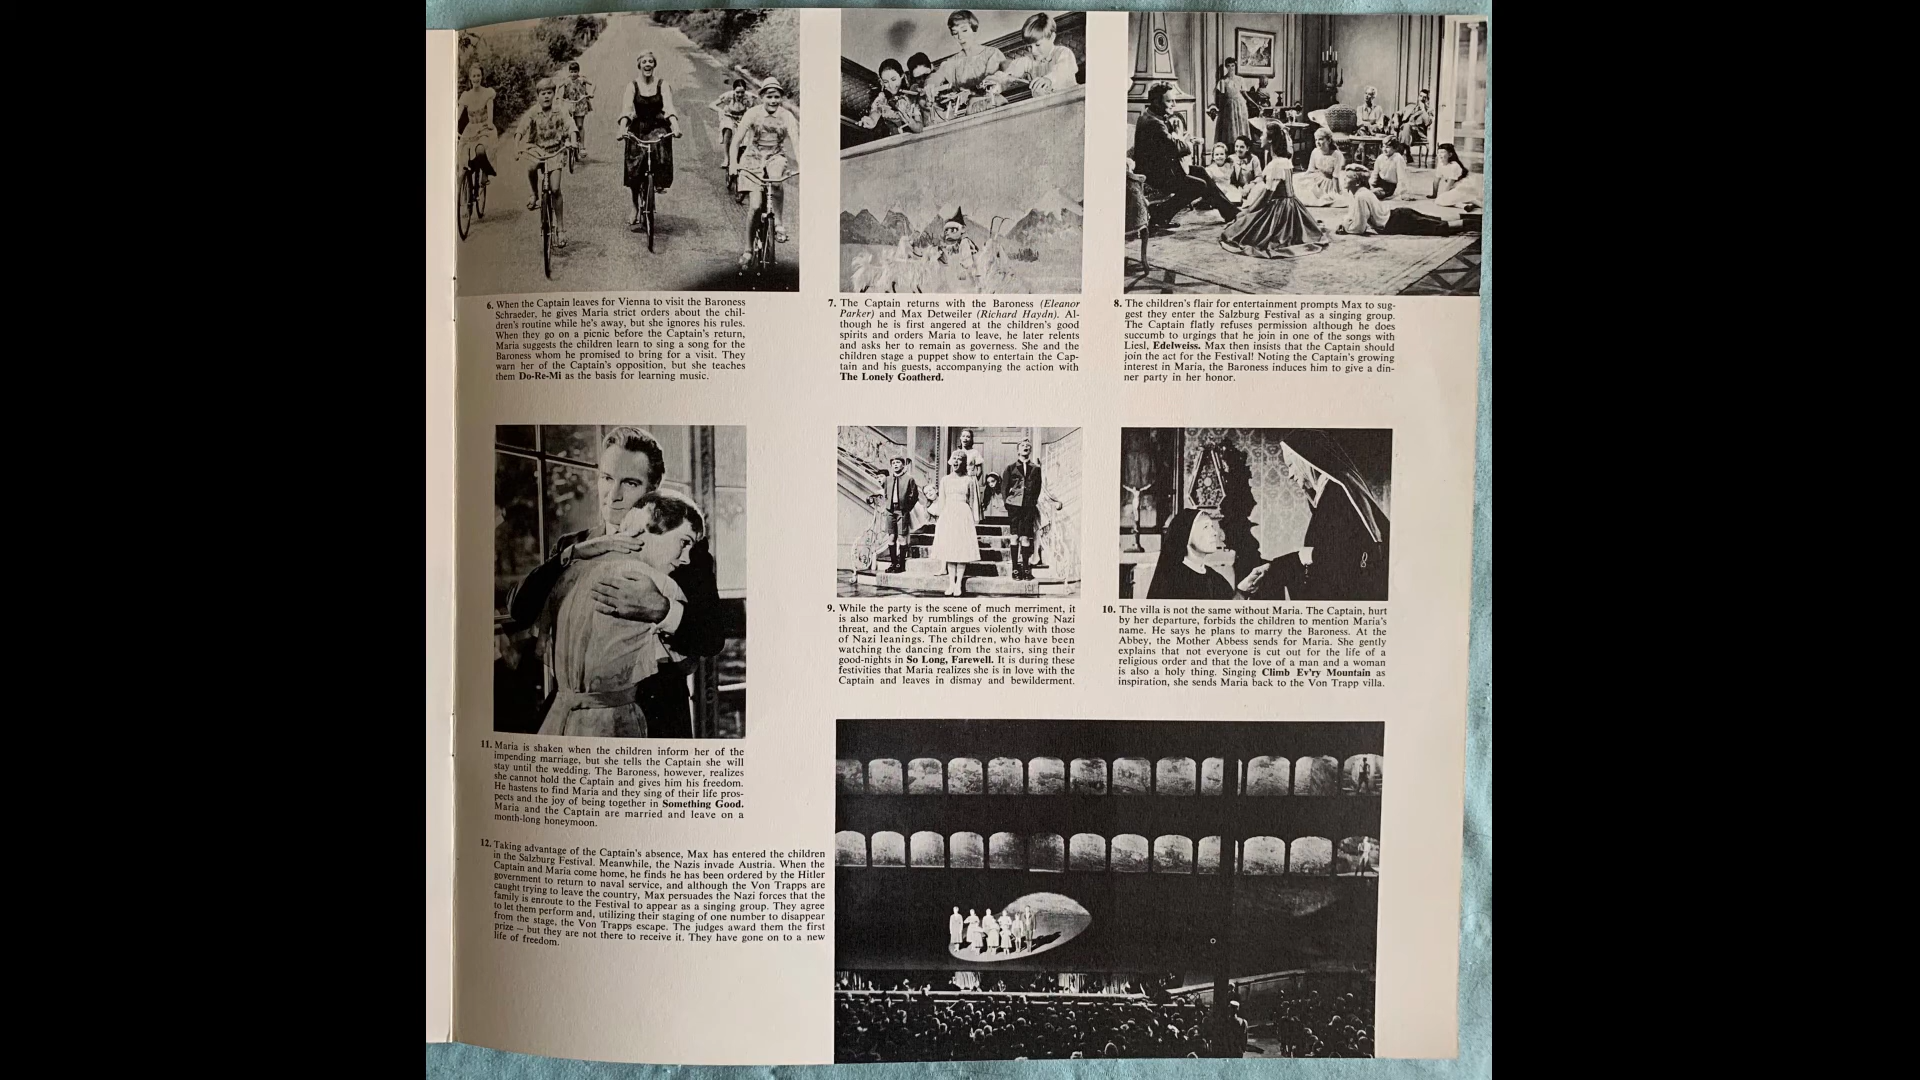 6. When the Captain leaves for Vienna to visit the Baroness
Schraeder, he gives Maria strict orders about the chil-
dren's routine while he's away, but she ignores his rules.
When they go on a picnic before the Captain's return,
Maria suggests the children learn to sing a song for the
Baroness whom he promised to bring for a visit. They
warn her of the Captain's opposition, but she teaches
them Do-Re-Mi as the basis for learning music.
7. The Captain returns with the Baroness (Eleanor
Parker) and Max Detweiler (Richard Haydn). Al-
though he is first angered at the children's good
spirits and orders Maria to leave, he later relents
and asks her to remain as governess. She and the
children stage a puppet show to entertain the Cap-
tain and his guests, accompanying the action with
The Lonely Goatherd.
8. The children's flair for entertainment prompts Max to sug-
gest they enter the Salzburg Festival as a singing group.
The Captain flatly refuses permission although he does
succumb to urgings that he join in one of the songs with
Liesl, Edelweiss. Max then insists that the Captain should
join the act for the Festival! Noting the Captain's growing
interest in Maria, the Baroness induces him to give a din-
ner party in her honor.
9. While the party is the scene of much merriment, it
is also marked by rumblings of the growing Nazi
threat, and the Captain argues violently with those
of Nazi leanings. The children, who have been
watching the dancing from the stairs, sing their
good-nights in So Long, Farewell. It is during these
festivities that Maria realizes she is in love with the
Captain and leaves in dismay and bewilderment.
10. The villa is not the same without Maria. The Captain, hurt
by her departure, forbids the children to mention Maria's
name. He says he plans to marry the Baroness. At the
Abbey, the Mother Abbess sends for Maria. She gently
explains that not everyone is cut out for the life of a
religious order and that the love of a man and a woman
is also a holy thing. Singing Climb Ev'ry Mountain as
inspiration, she sends Maria back to the Von Trapp villa.
11. Maria is shaken when the children inform her of the
impending marriage, but she tells the Captain she will
stay until the wedding. The Baroness, however, realizes
she cannot hold the Captain and gives him his freedom.
He hastens to find Maria and they sing of their life pros-
pects and the joy of being together in Something Good.
Maria and the Captain are married and leave on a
month-long honeymoon.
12. Taking advantage of the Captain's absence, Max has entered the children
in the Salzburg Festival. Meanwhile, the Nazis invade Austria. When the
Captain and Maria come home, he finds he has been ordered by the Hitler
government to return to naval service, and although the Von Trapps are
caught trying to leave the country, Max persuades the Nazi forces that the
family is enroute to the Festival to appear as a singing group. They agree
to let them perform and, utilizing their staging of one number to disappear
from the stage, the Von Trapps escape. The judges award them the first
prize — but they are not there to receive it. They have gone on to a new
life of freedom.